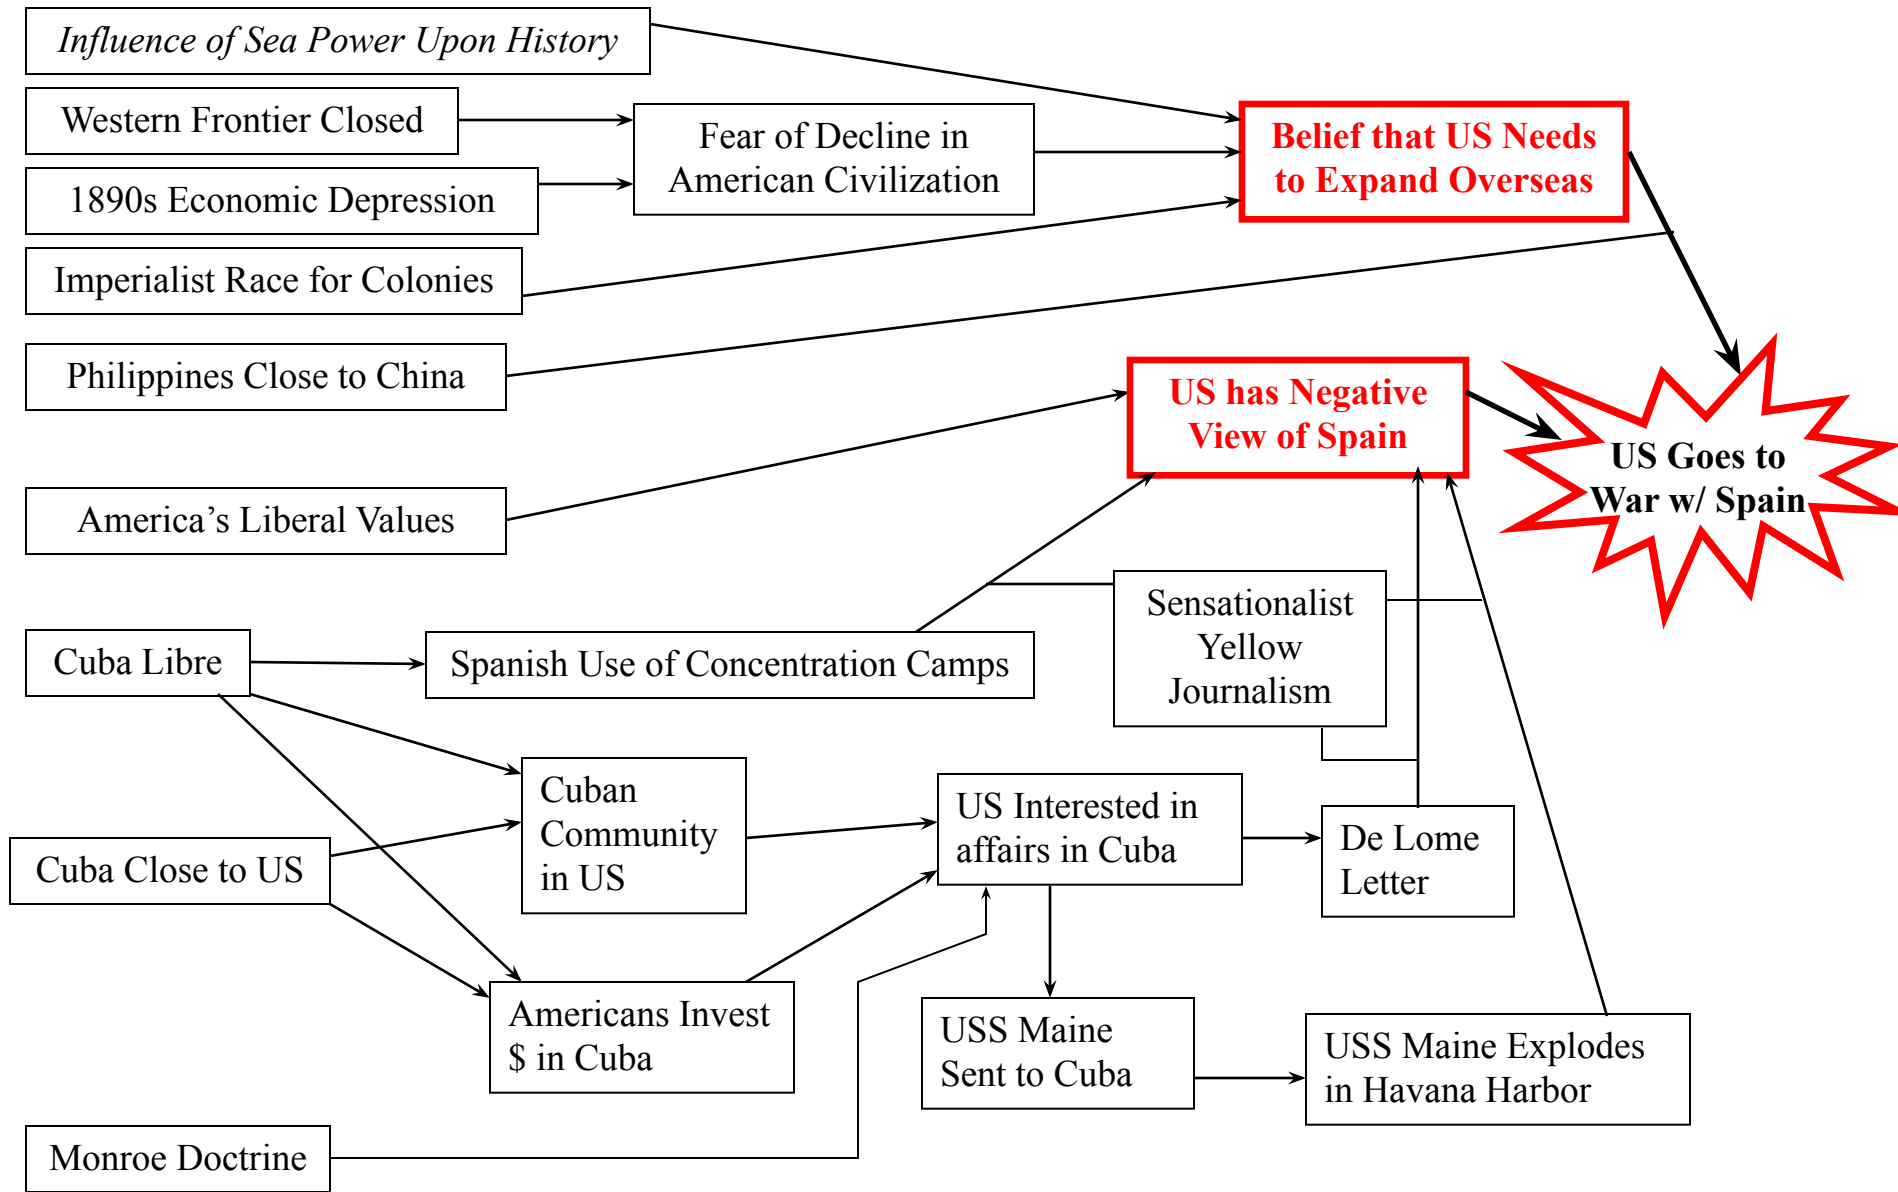 Influence of Sea Power Upon History
Western Frontier Closed
1890s Economic Depression
Fear of Decline in
American Civilization
Belief that US Needs
to Expand Overseas
Imperialist Race for Colonies
Philippines Close to China
US has Negative
View of Spain
US Goes to
War w/ Spain
America’s Liberal Values
Sensationalist
Yellow
Journalism
Cuba Libre
Spanish Use of Concentration Camps
Cuban
Community
in US
US Interested in
affairs in Cuba
De Lome
Letter
Cuba Close to US
Americans Invest
$ in Cuba
USS Maine
Sent to Cuba
USS Maine Explodes
in Havana Harbor
Monroe Doctrine